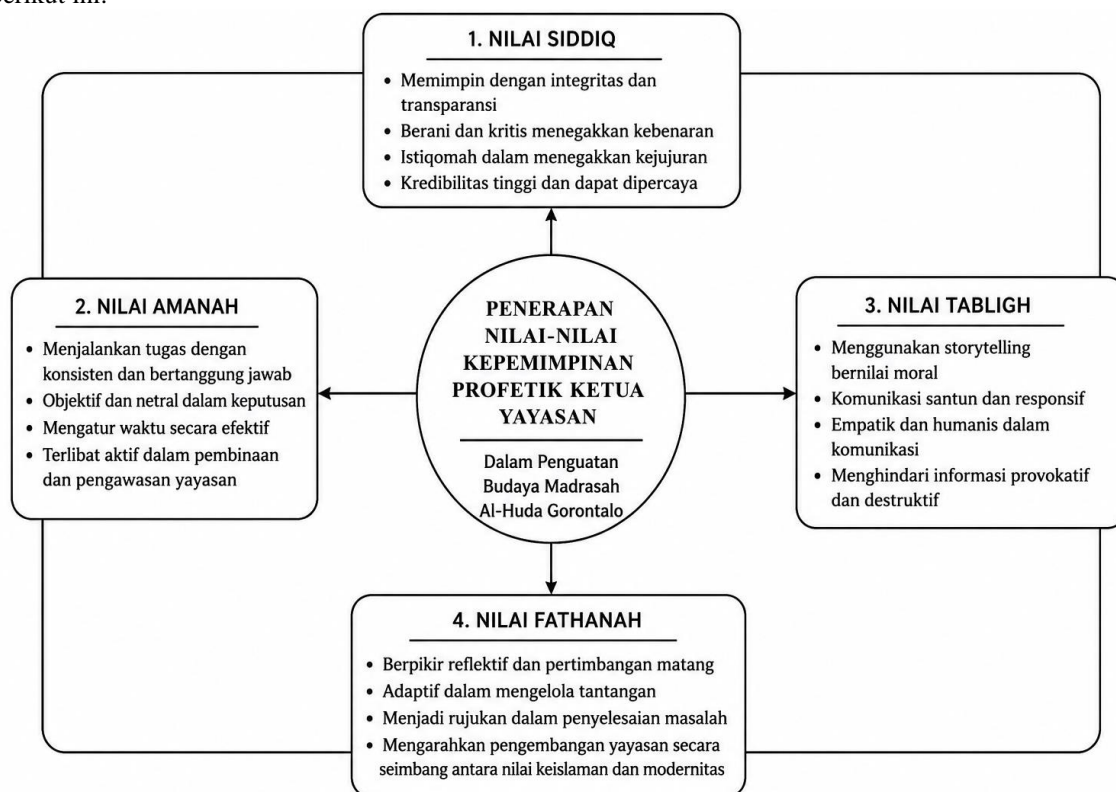 berikut ini:
1. NILAI SIDDIQ
• Memimpin dengan integritas dan
transparansi
• Berani dan kritis menegakkan kebenaran
• Istiqomah dalam menegakkan kejujuran
• Kredibilitas tinggi dan dapat dipercaya
2. NILAI AMANAH
• Menjalankan tugas dengan
konsisten dan bertanggung jawab
• Objektif dan netral dalam keputusan
• Mengatur waktu secara efektif
• Terlibat aktif dalam pembinaan
dan pengawasan yayasan
PENERAPAN
NILAI-NILAI
KEPEMIMPINAN
PROFETIK KETUA
YAYASAN
Dalam Penguatan
Budaya Madrasah
Al-Huda Gorontalo
3. NILAI TABLIGH
• Menggunakan storytelling
bernilai moral
• Komunikasi santun dan responsif
• Empatik dan humanis dalam
komunikasi
• Menghindari informasi provokatif
dan destruktif
4. NILAI FATHANAH
• Berpikir reflektif dan pertimbangan matang
• Adaptif dalam mengelola tantangan
• Menjadi rujukan dalam penyelesaian masalah
• Mengarahkan pengembangan yayasan secara
seimbang antara nilai keislaman dan modernitas